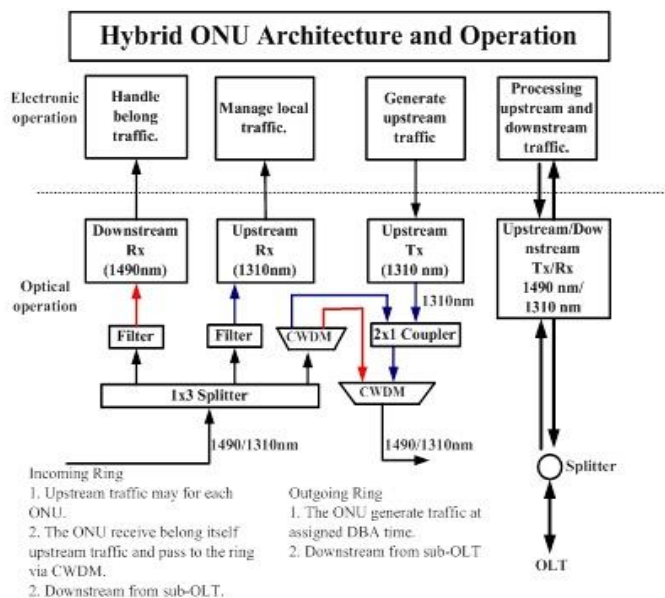 Hybrid ONU Architecture and Operation
Electronic
operation
Handle
belong
traffic.
Manage local
traffic.
Generate
upstream
traffic
Processing
upstream and
downstream
traffic.
Optical
operation
Downstream
Rx
(1490nm)
Upstream
Rx
(1310nm)
Upstream
Tx
(1310 nm)
Upstream/Dow
nstream
Tx/Rx
1490 nm/
1310 nm
1310nm
Filter
Filter
CWDM
2x1 Coupler
1x3 Splitter
CWDM
1490/1310nm
1490/1310nm
Splitter
OLT
Incoming Ring
1. Upstream traffic may for each
ONU.
2. The ONU receive belong itself
upstream traffic and pass to the ring
via CWDM.
2. Downstream from sub-OLT.
Outgoing Ring
1. The ONU generate traffic at
assigned DBA time.
2. Downstream from sub-OLT